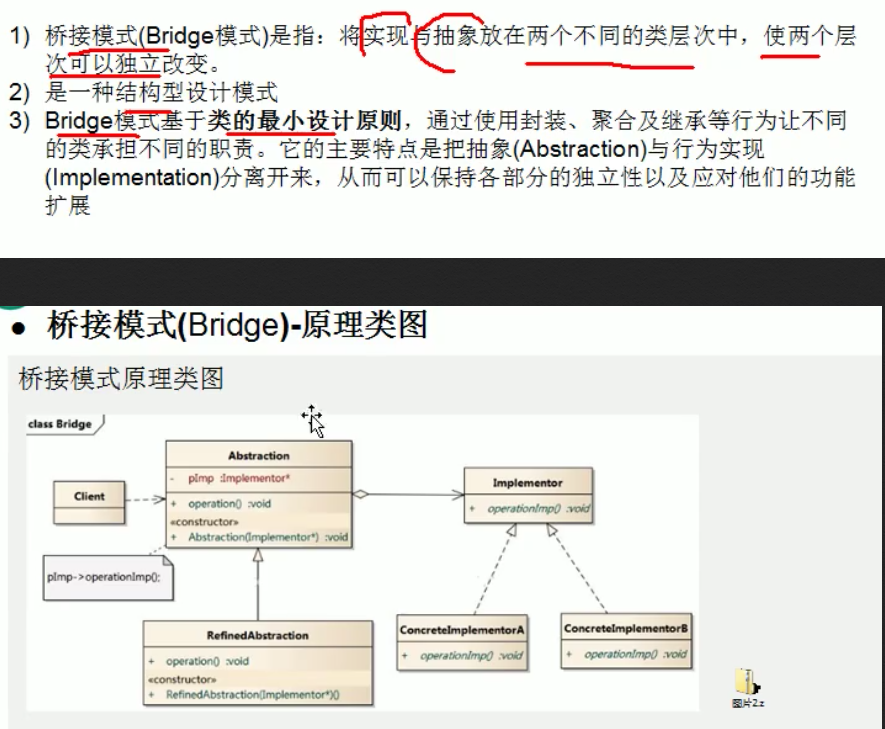 1) 桥接模式(Bridge模式)是指：将实现与抽象放在两个不同的类层次中，使两个层
次可以独立改变。
2) 是一种结构型设计模式
3) Bridge模式基于类的最小设计原则，通过使用封装、聚合及继承等行为让不同
的类承担不同的职责。它的主要特点是把抽象(Abstraction)与行为实现
(Implementation)分离开来，从而可以保持各部分的独立性以及应对他们的功能
扩展
● 桥接模式(Bridge)-原理类图
桥接模式原理类图
class Bridge
Abstraction
- pImp :Implementor*
+ operation() :void
«constructor»
+ Abstraction(Implementor*) :void
Client
pImp->operationImp();
Implementor
+ operationImp() :void
RefinedAbstraction
+ operation() :void
«constructor»
+ RefinedAbstraction(Implementor*)()
ConcreteImplementorA
+ operationImp() :void
ConcreteImplementorB
+ operationImp() :void
图片2.z